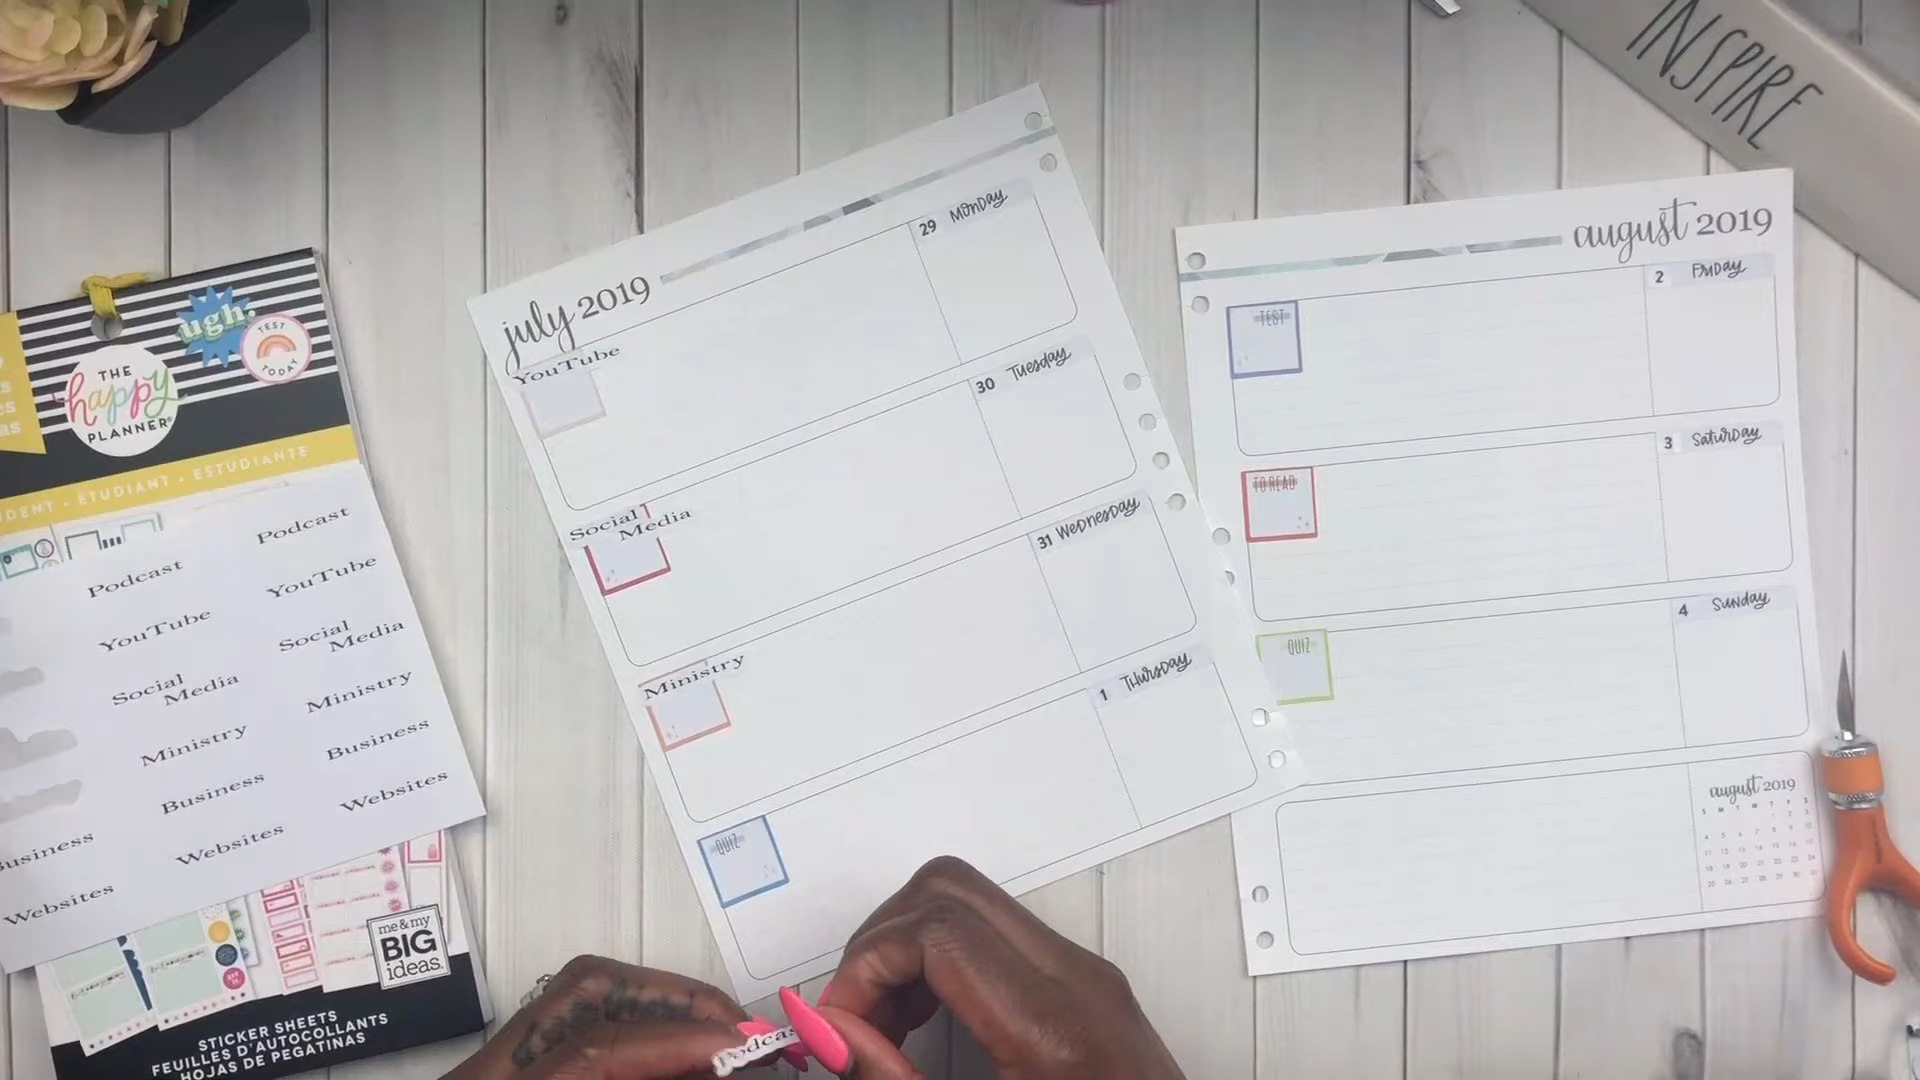 INSPIRE
ugh.
TEST
TODAY
THE
happy
PLANNER
DENT • ÉTUDIANT • ESTUDIANTE
Podcast
Podcast
YouTube
YouTube
Social
Media
Social
Media
Ministry
Ministry
Business
Business
Business
Websites
Websites
Websites
me & my
BIG
ideas.
STICKER SHEETS
FEUILLES D'AUTOCOLLANTS
HOJAS DE PEGATINAS
july 2019
29 Monday
YouTube
30 Tuesday
Social
Media
31 Wednesday
Ministry
1 Thursday
QUIZ
Podcas
august 2019
2 Friday
TEST
3 Saturday
TO READ
4 Sunday
QUIZ
august 2019